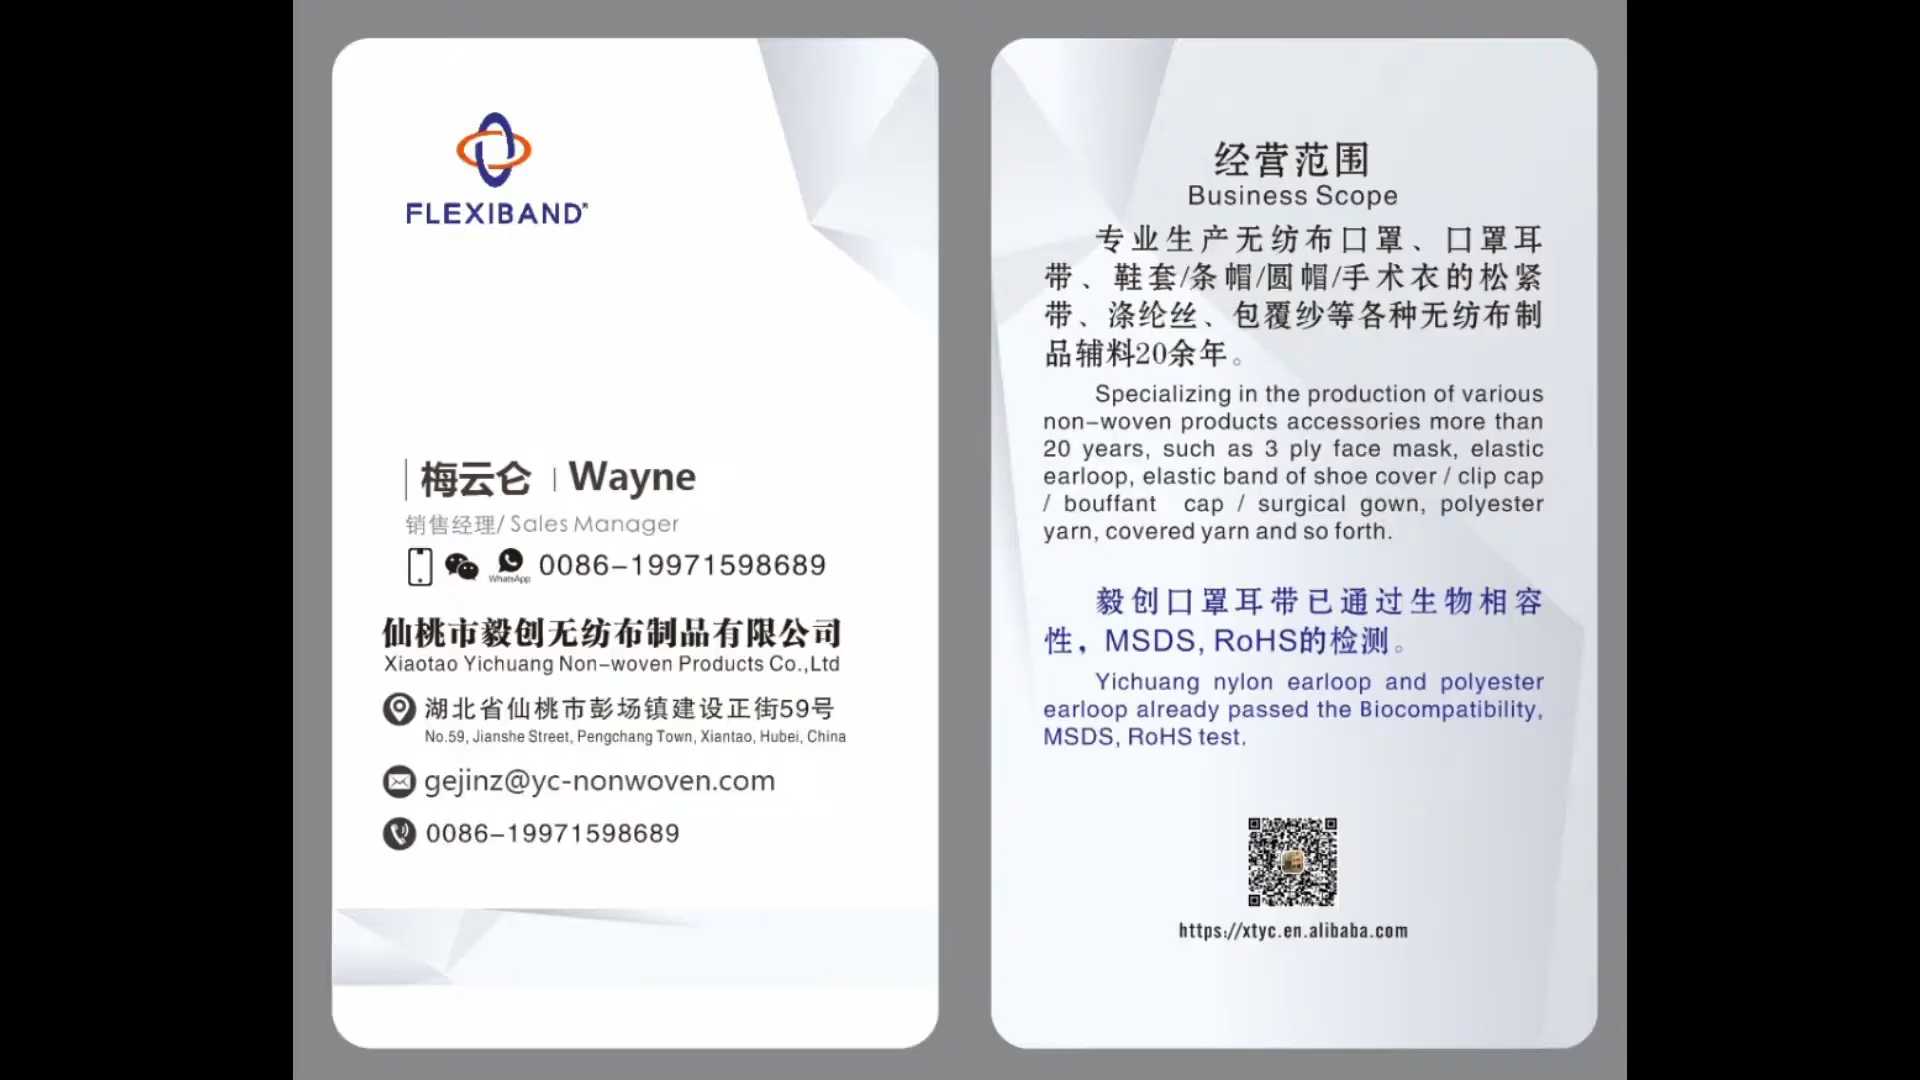 FLEXIBAND®
梅云仑 | Wayne
销售经理/ Sales Manager
WhatsApp
0086-19971598689
仙桃市毅创无纺布制品有限公司
Xiaotao Yichuang Non-woven Products Co.,Ltd
湖北省仙桃市彭场镇建设正街59号
No.59, Jianshe Street, Pengchang Town, Xiantao, Hubei, China
gejinz@yc-nonwoven.com
0086-19971598689
经营范围
Business Scope
专业生产无纺布口罩、口罩耳
带、鞋套/条帽/圆帽/手术衣的松紧
带、涤纶丝、包覆纱等各种无纺布制
品辅料20余年。
Specializing in the production of various
non-woven products accessories more than
20 years, such as 3 ply face mask, elastic
earloop, elastic band of shoe cover / clip cap
/ bouffant cap / surgical gown, polyester
yarn, covered yarn and so forth.
毅创口罩耳带已通过生物相容
性，MSDS, RoHS的检测。
Yichuang nylon earloop and polyester
earloop already passed the Biocompatibility,
MSDS, RoHS test.
https://xtyc.en.alibaba.com